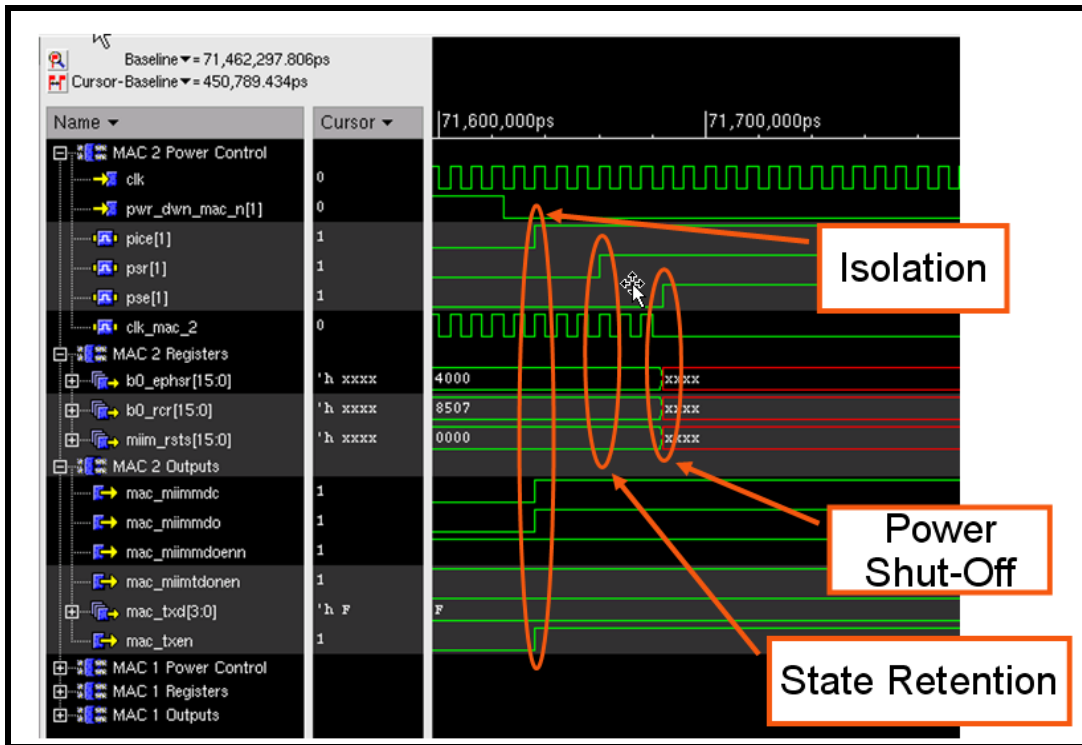 Baseline▼= 71,462,297.806ps
Cursor-Baseline▼= 450,789.434ps
Name ▼ Cursor ▼ 71,600,000ps 71,700,000ps
MAC 2 Power Control
clk 0
pwr_dwn_mac_n[1] 0
pice[1] 1
psr[1] 1
pse[1] 1
clk_mac_2 0
MAC 2 Registers
b0_ephsr[15:0] 'h xxxx 4000 xxxx
b0_rcr[15:0] 'h xxxx 8507 xxxx
miim_rsts[15:0] 'h xxxx 0000 xxxx
MAC 2 Outputs
mac_miimmdc 1
mac_miimmdo 1
mac_miimmdoenn 1
mac_miimtdonen 1
mac_txd[3:0] 'h F F
mac_txen 1
MAC 1 Power Control
MAC 1 Registers
MAC 1 Outputs
Isolation
Power
Shut-Off
State Retention